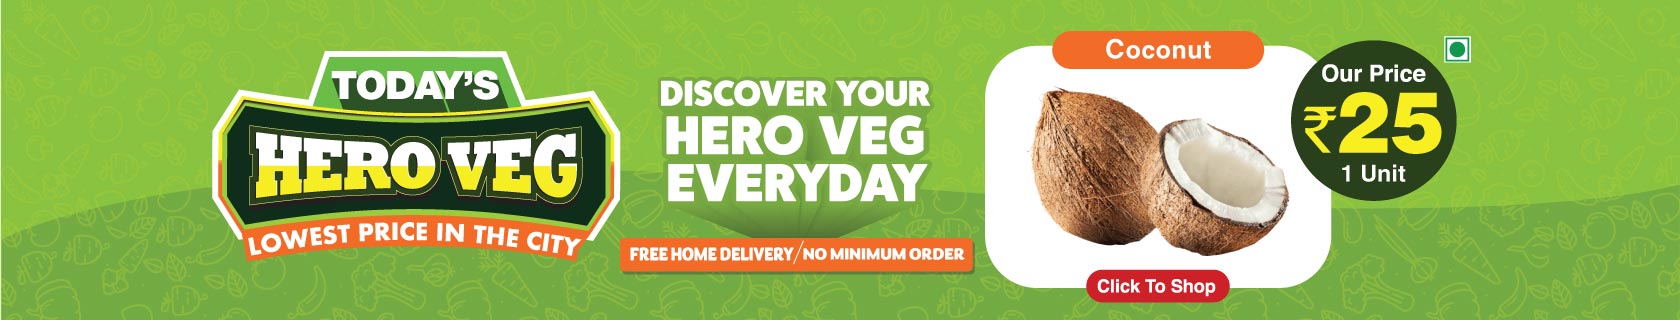 TODAY'S
HERO VEG
LOWEST PRICE IN THE CITY
DISCOVER YOUR
HERO VEG
EVERYDAY
FREE HOME DELIVERY/NO MINIMUM ORDER
Coconut
Our Price
₹25
1 Unit
Click To Shop